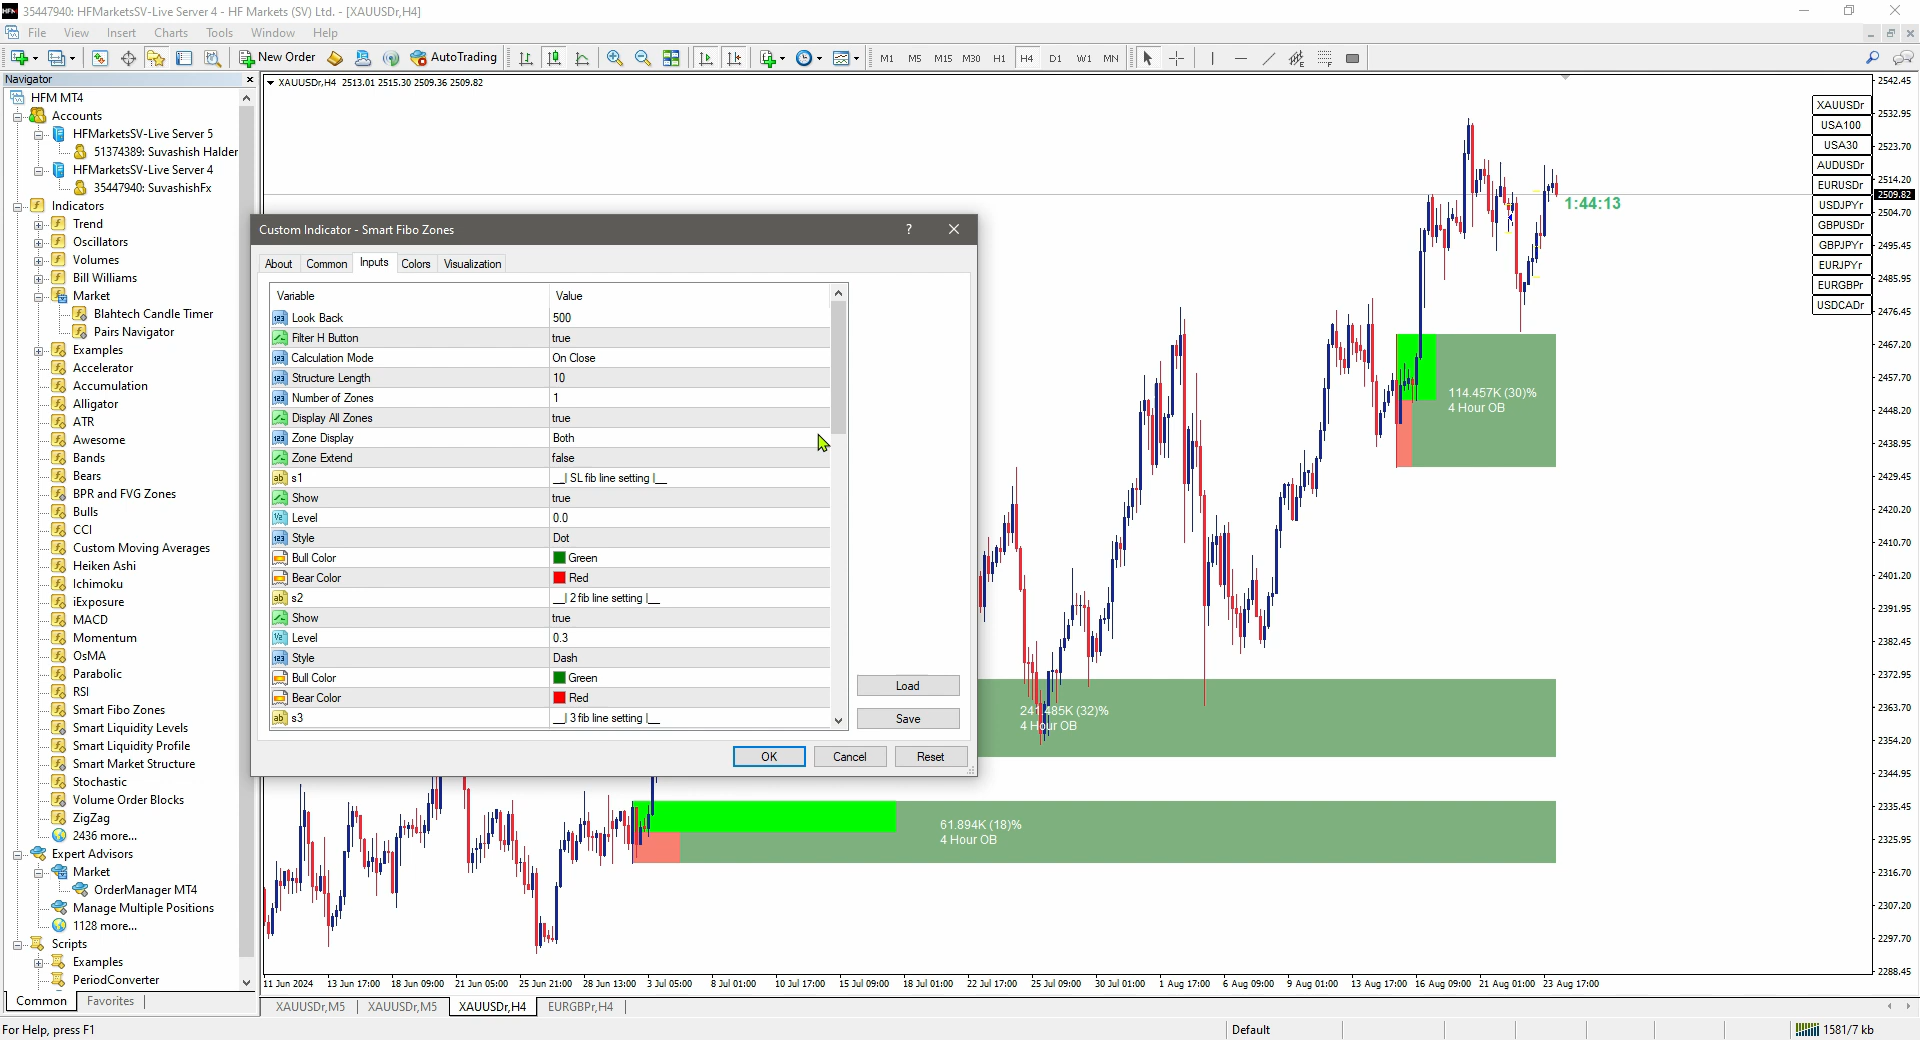 35447940: HFMarketsSV-Live Server 4 - HF Markets (SV) Ltd. - [XAUUSDr,H4]
File View Insert Charts Tools Window Help
New Order AutoTrading M1 M5 M15 M30 H1 H4 D1 W1 MN
Navigator
HFM MT4
Accounts
HFMarketsSV-Live Server 5
51374389: Suvashish Halder
HFMarketsSV-Live Server 4
35447940: SuvashishFx
Indicators
Trend
Oscillators
Volumes
Bill Williams
Market
Blahtech Candle Timer
Pairs Navigator
Examples
Accelerator
Accumulation
Alligator
ATR
Awesome
Bands
Bears
BPR and FVG Zones
Bulls
CCI
Custom Moving Averages
Heiken Ashi
Ichimoku
iExposure
MACD
Momentum
OsMA
Parabolic
RSI
Smart Fibo Zones
Smart Liquidity Levels
Smart Liquidity Profile
Smart Market Structure
Stochastic
Volume Order Blocks
ZigZag
2436 more...
Expert Advisors
Market
OrderManager MT4
Manage Multiple Positions
1128 more...
Scripts
Examples
PeriodConverter
Common Favorites
XAUUSDr,H4 2513.01 2515.30 2509.36 2509.82
Custom Indicator - Smart Fibo Zones
About Common Inputs Colors Visualization
Variable Value
Look Back 500
Filter H Button true
Calculation Mode On Close
Structure Length 10
Number of Zones 1
Display All Zones true
Zone Display Both
Zone Extend false
s1 __| SL fib line setting |__
Show true
Level 0.0
Style Dot
Bull Color Green
Bear Color Red
s2 __| 2 fib line setting |__
Show true
Level 0.3
Style Dash
Bull Color Green
Bear Color Red
s3 __| 3 fib line setting |__
Load
Save
OK Cancel Reset
1:44:13
114.457K (30)%
4 Hour OB
241.485K (32)%
4 Hour OB
61.894K (18)%
4 Hour OB
XAUUSDr
USA100
USA30
AUDUSDr
EURUSDr
USDJPYr
GBPUSDr
GBPJPYr
EURJPYr
EURGBPr
USDCADr
2542.45
2532.95
2523.70
2514.20
2509.82
2504.70
2495.45
2485.95
2476.45
2467.20
2457.70
2448.20
2438.95
2429.45
2420.20
2410.70
2401.20
2391.95
2382.45
2372.95
2363.70
2354.20
2344.95
2335.45
2325.95
2316.70
2307.20
2297.70
2288.45
11 Jun 2024 13 Jun 17:00 18 Jun 09:00 21 Jun 05:00 25 Jun 21:00 28 Jun 13:00 3 Jul 05:00 8 Jul 01:00 10 Jul 17:00 15 Jul 09:00 18 Jul 01:00 22 Jul 17:00 25 Jul 09:00 30 Jul 01:00 1 Aug 17:00 6 Aug 09:00 9 Aug 01:00 13 Aug 17:00 16 Aug 09:00 21 Aug 01:00 23 Aug 17:00
XAUUSDr,M5 XAUUSDr,M5 XAUUSDr,H4 EURGBPr,H4
For Help, press F1 Default 1581/7 kb